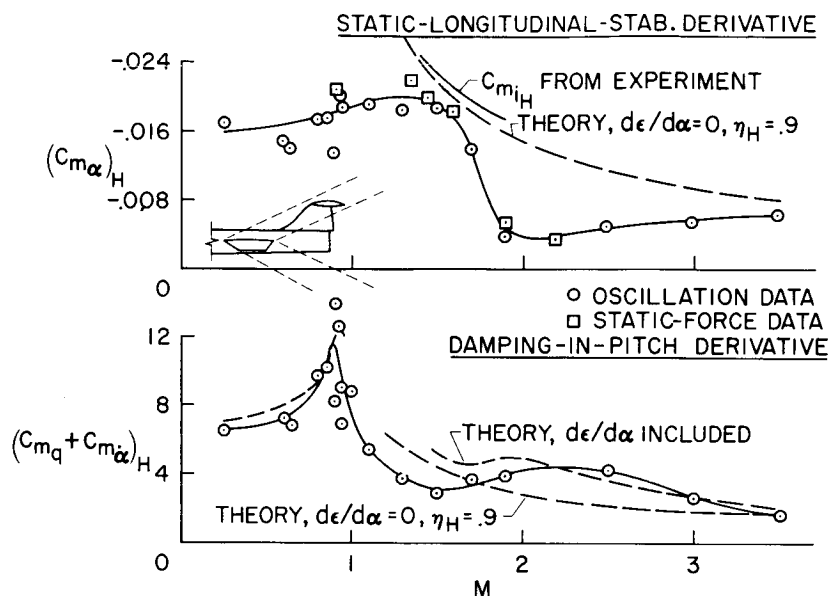 STATIC-LONGITUDINAL-STAB. DERIVATIVE
-.024
C_{m_{i_H}} FROM EXPERIMENT
THEORY, dϵ/dα=0, η_H=.9
-.016
(C_{mα})_H
-.008
0
○ OSCILLATION DATA
□ STATIC-FORCE DATA
DAMPING-IN-PITCH DERIVATIVE
12
8
(C_{m_q}+C_{m_α̇})_H
THEORY, dϵ/dα INCLUDED
4
THEORY, dϵ/dα=0, η_H=.9
0
1 2 3
M